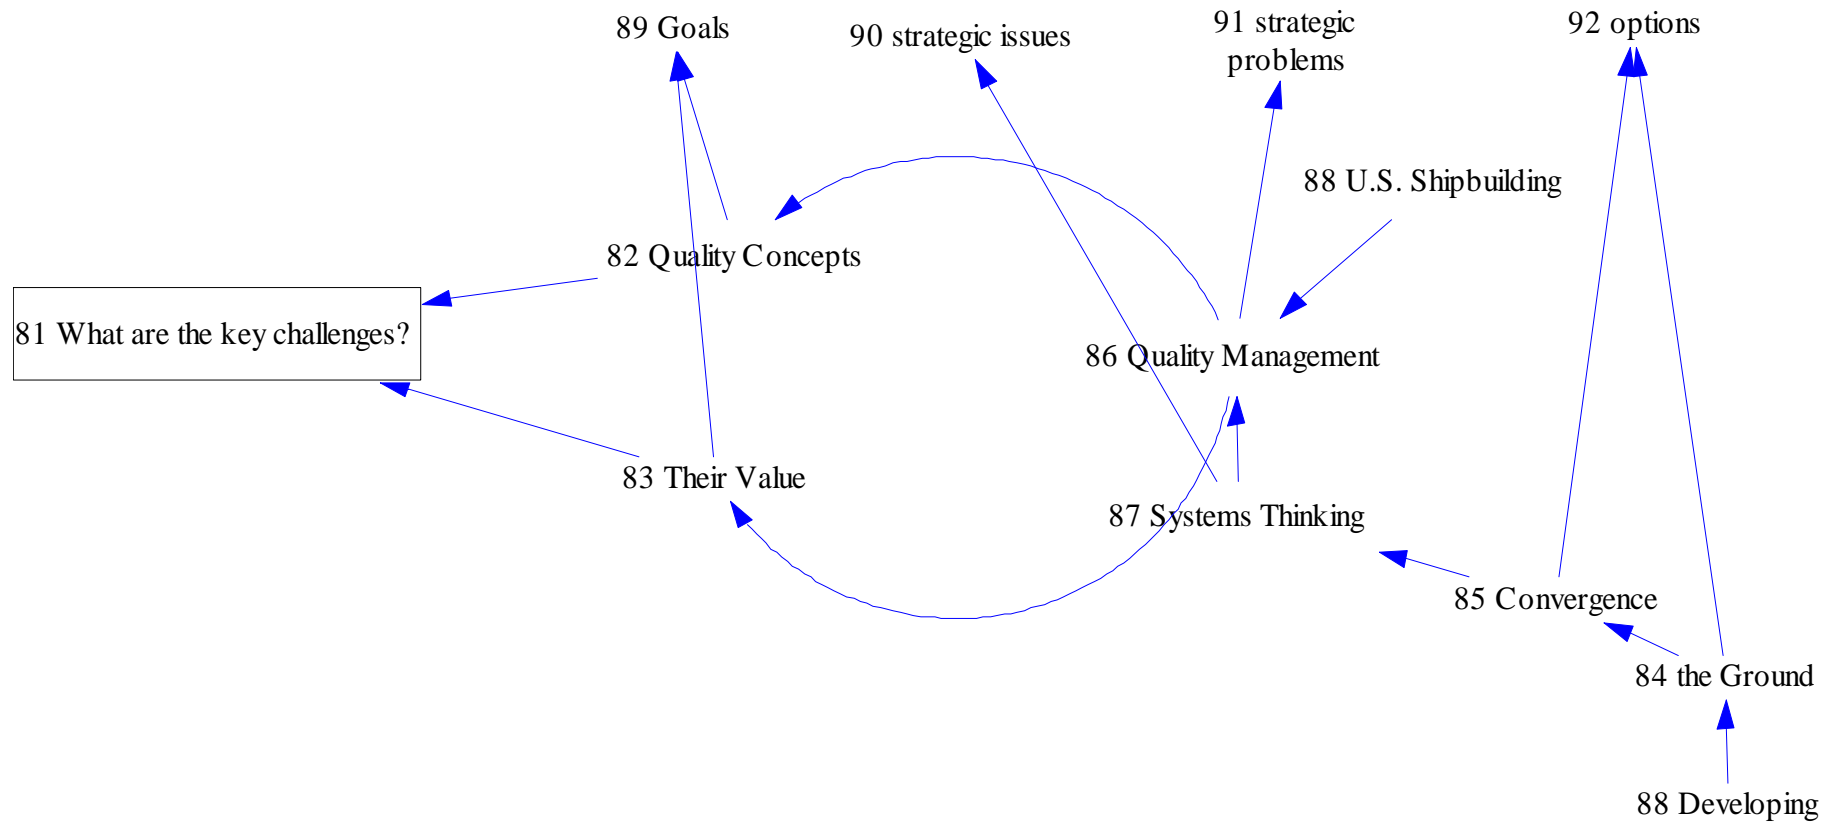 89 Goals
90 strategic issues
91 strategic
problems
92 options
88 U.S. Shipbuilding
82 Quality Concepts
81 What are the key challenges?
86 Quality Management
83 Their Value
87 Systems Thinking
85 Convergence
84 the Ground
88 Developing